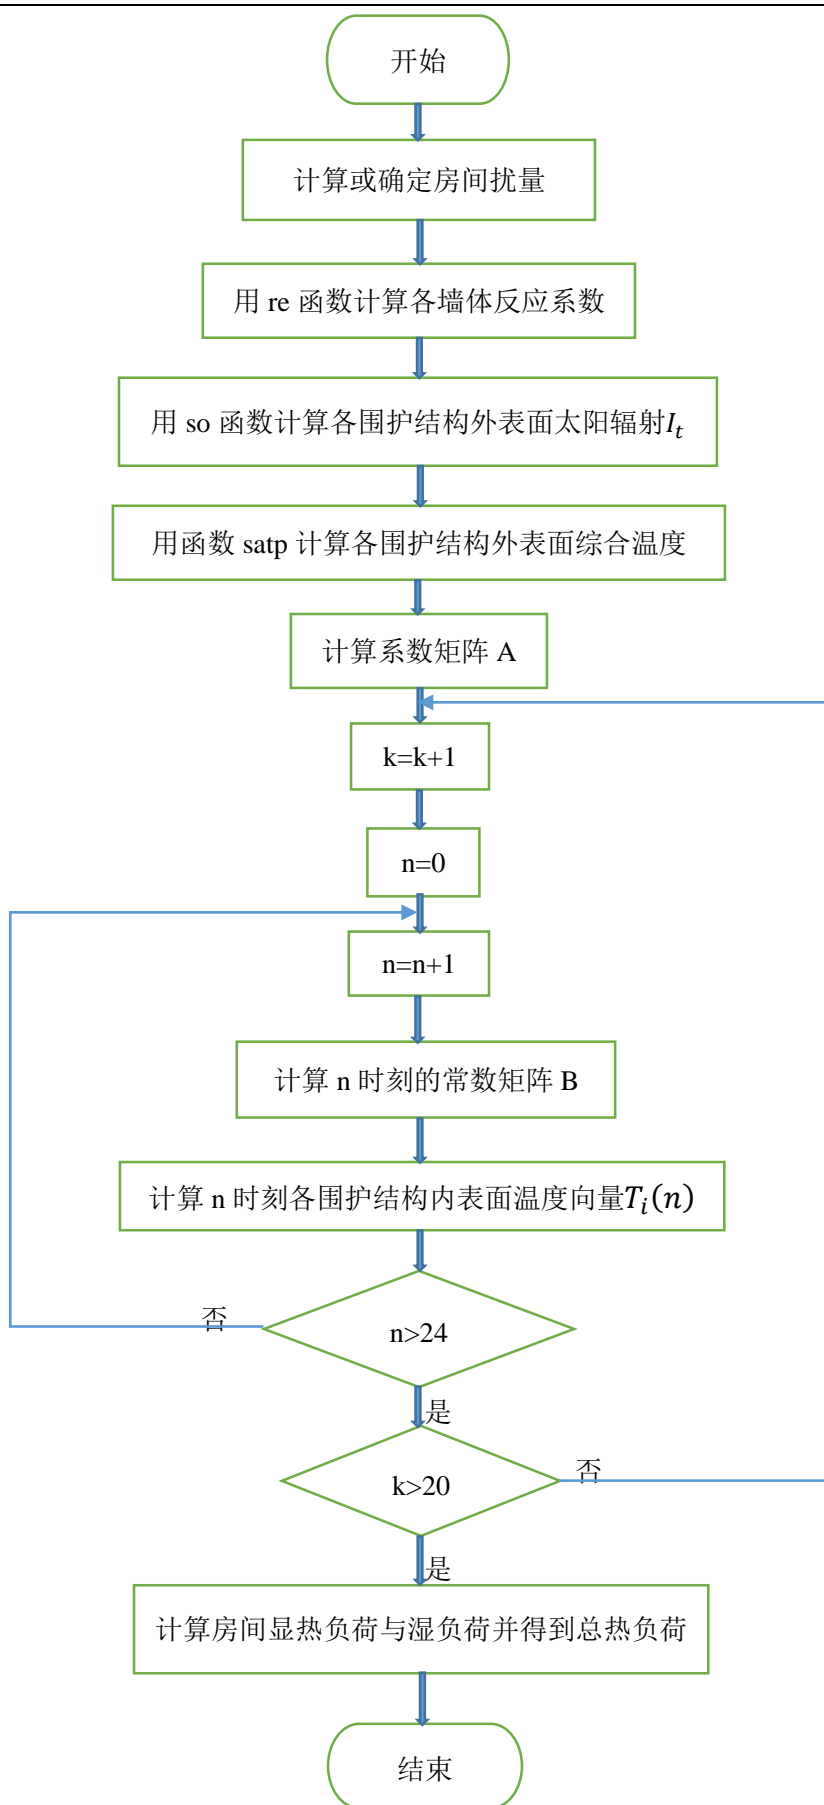 开始
计算或确定房间扰量
用 re 函数计算各墙体反应系数
用 so 函数计算各围护结构外表面太阳辐射I_t
用函数 satp 计算各围护结构外表面综合温度
计算系数矩阵 A
k=k+1
n=0
n=n+1
计算 n 时刻的常数矩阵 B
计算 n 时刻各围护结构内表面温度向量T_i(n)
否
n>24
是
k>20
否
是
计算房间显热负荷与湿负荷并得到总热负荷
结束